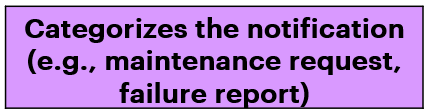 Categorizes the notification
(e.g., maintenance request,
failure report)